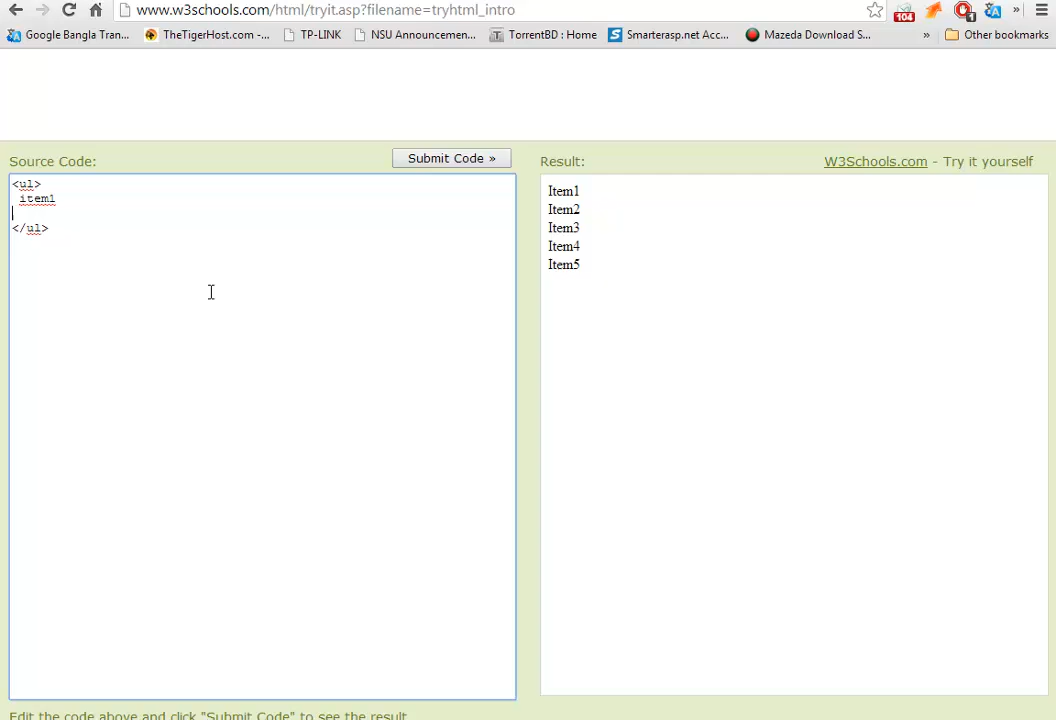 www.w3schools.com/html/tryit.asp?filename=tryhtml_intro
104
1
»
Google Bangla Tran...
TheTigerHost.com -...
TP-LINK
NSU Announcemen...
T TorrentBD : Home
S Smarterasp.net Acc...
Mazeda Download S...
»
Other bookmarks
Source Code:
Submit Code »
Result:
W3Schools.com - Try it yourself
<ul>
item1
</ul>
Item1
Item2
Item3
Item4
Item5
Edit the code above and click "Submit Code" to see the result.